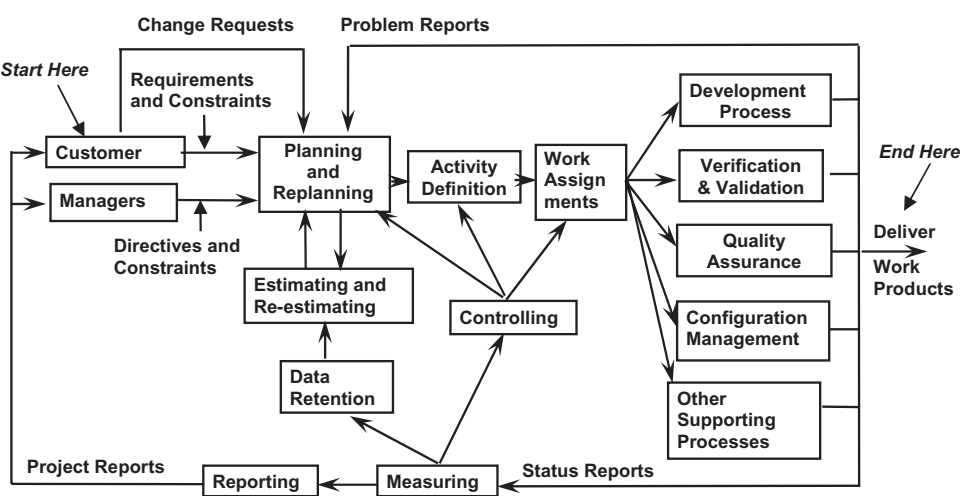 Change Requests
Problem Reports
Start Here
Requirements
and Constraints
Customer
Managers
Directives and
Constraints
Planning
and
Replanning
Activity
Definition
Work
Assign
ments
Development
Process
Verification
& Validation
Quality
Assurance
Configuration
Management
Other
Supporting
Processes
End Here
Deliver
Work
Products
Estimating and
Re-estimating
Controlling
Data
Retention
Project Reports
Reporting
Measuring
Status Reports